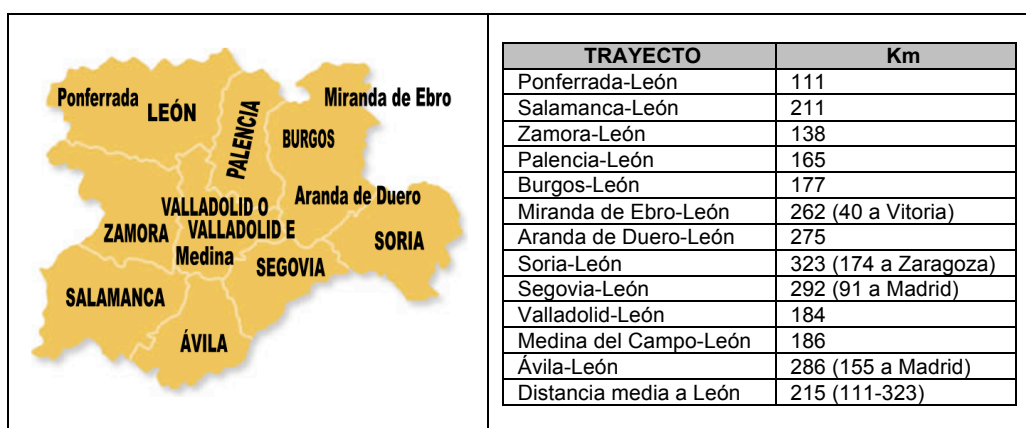 Ponferrada
LEÓN
PALENCIA
Miranda de Ebro
BURGOS
Aranda de Duero
VALLADOLID O
ZAMORA VALLADOLID E
Medina
SORIA
SEGOVIA
SALAMANCA
ÁVILA
TRAYECTO Km
Ponferrada-León 111
Salamanca-León 211
Zamora-León 138
Palencia-León 165
Burgos-León 177
Miranda de Ebro-León 262 (40 a Vitoria)
Aranda de Duero-León 275
Soria-León 323 (174 a Zaragoza)
Segovia-León 292 (91 a Madrid)
Valladolid-León 184
Medina del Campo-León 186
Ávila-León 286 (155 a Madrid)
Distancia media a León 215 (111-323)